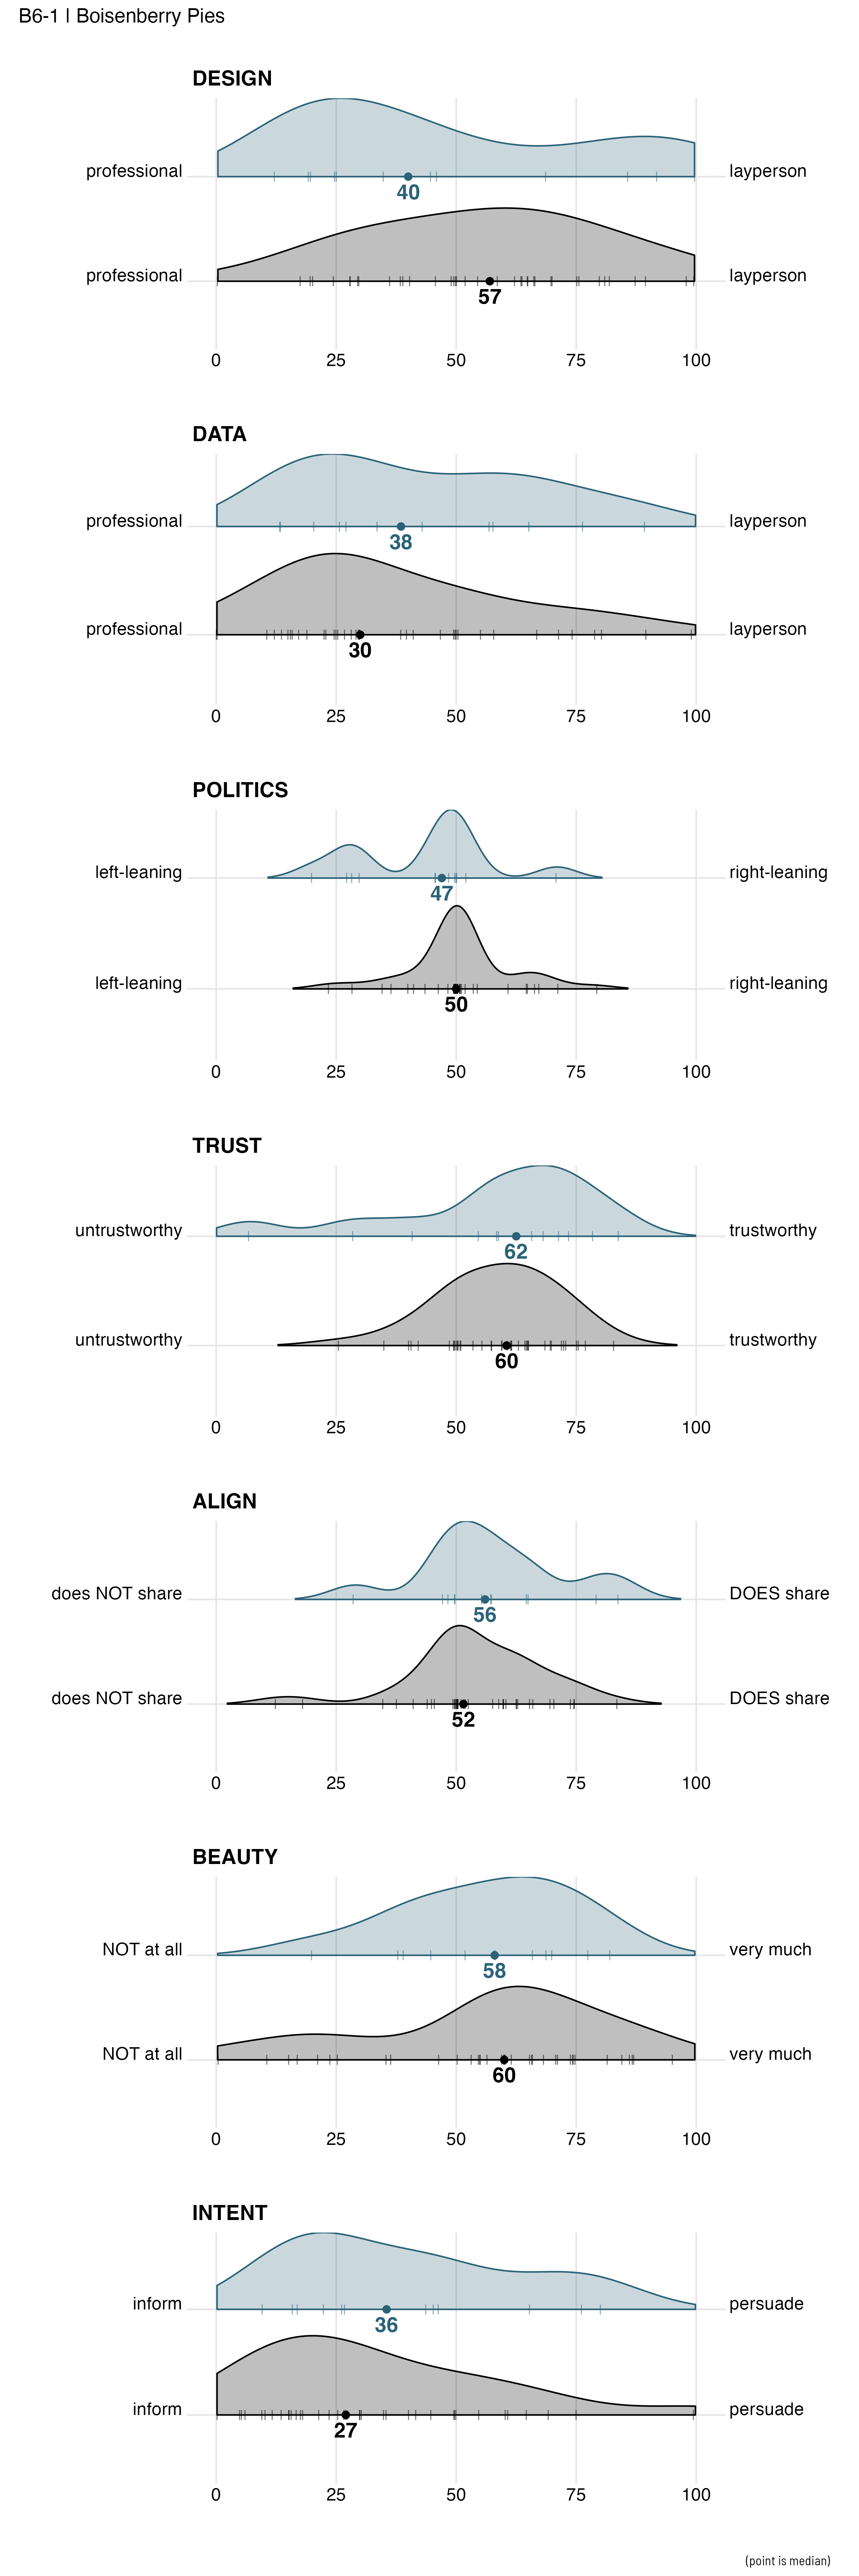 B6-1 | Boisenberry Pies
DESIGN
professional layperson
40
professional layperson
57
0 25 50 75 100
DATA
professional layperson
38
professional layperson
30
0 25 50 75 100
POLITICS
left-leaning right-leaning
47
left-leaning right-leaning
50
0 25 50 75 100
TRUST
untrustworthy trustworthy
62
untrustworthy trustworthy
60
0 25 50 75 100
ALIGN
does NOT share DOES share
56
does NOT share DOES share
52
0 25 50 75 100
BEAUTY
NOT at all very much
58
NOT at all very much
60
0 25 50 75 100
INTENT
inform persuade
36
inform persuade
27
0 25 50 75 100
(point is median)